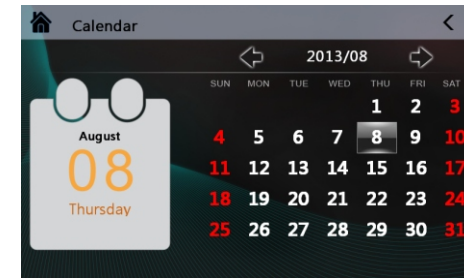 Calendar
2013/08
SUN MON TUE WED THU FRI SAT
1 2 3
August
4 5 6 7 8 9 10
08
11 12 13 14 15 16 17
Thursday
18 19 20 21 22 23 24
25 26 27 28 29 30 31